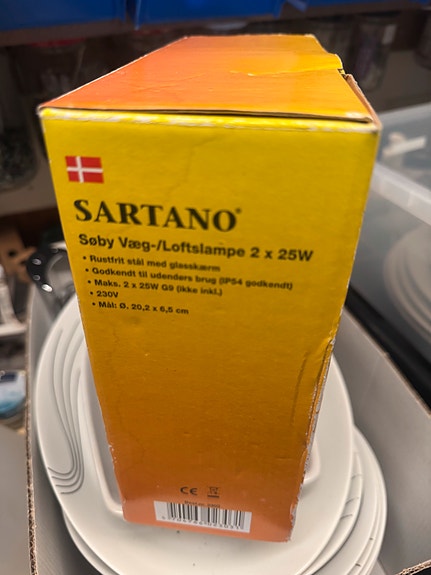 SARTANO®
Søby Væg-/Loftslampe 2 x 25W
• Rustfrit stål med glasskærm
• Godkendt til udendørs brug (IP54 godkendt)
• Maks. 2 x 25W G9 (ikke inkl.)
• 230V
• Mål: Ø. 20,2 x 6,5 cm
CE